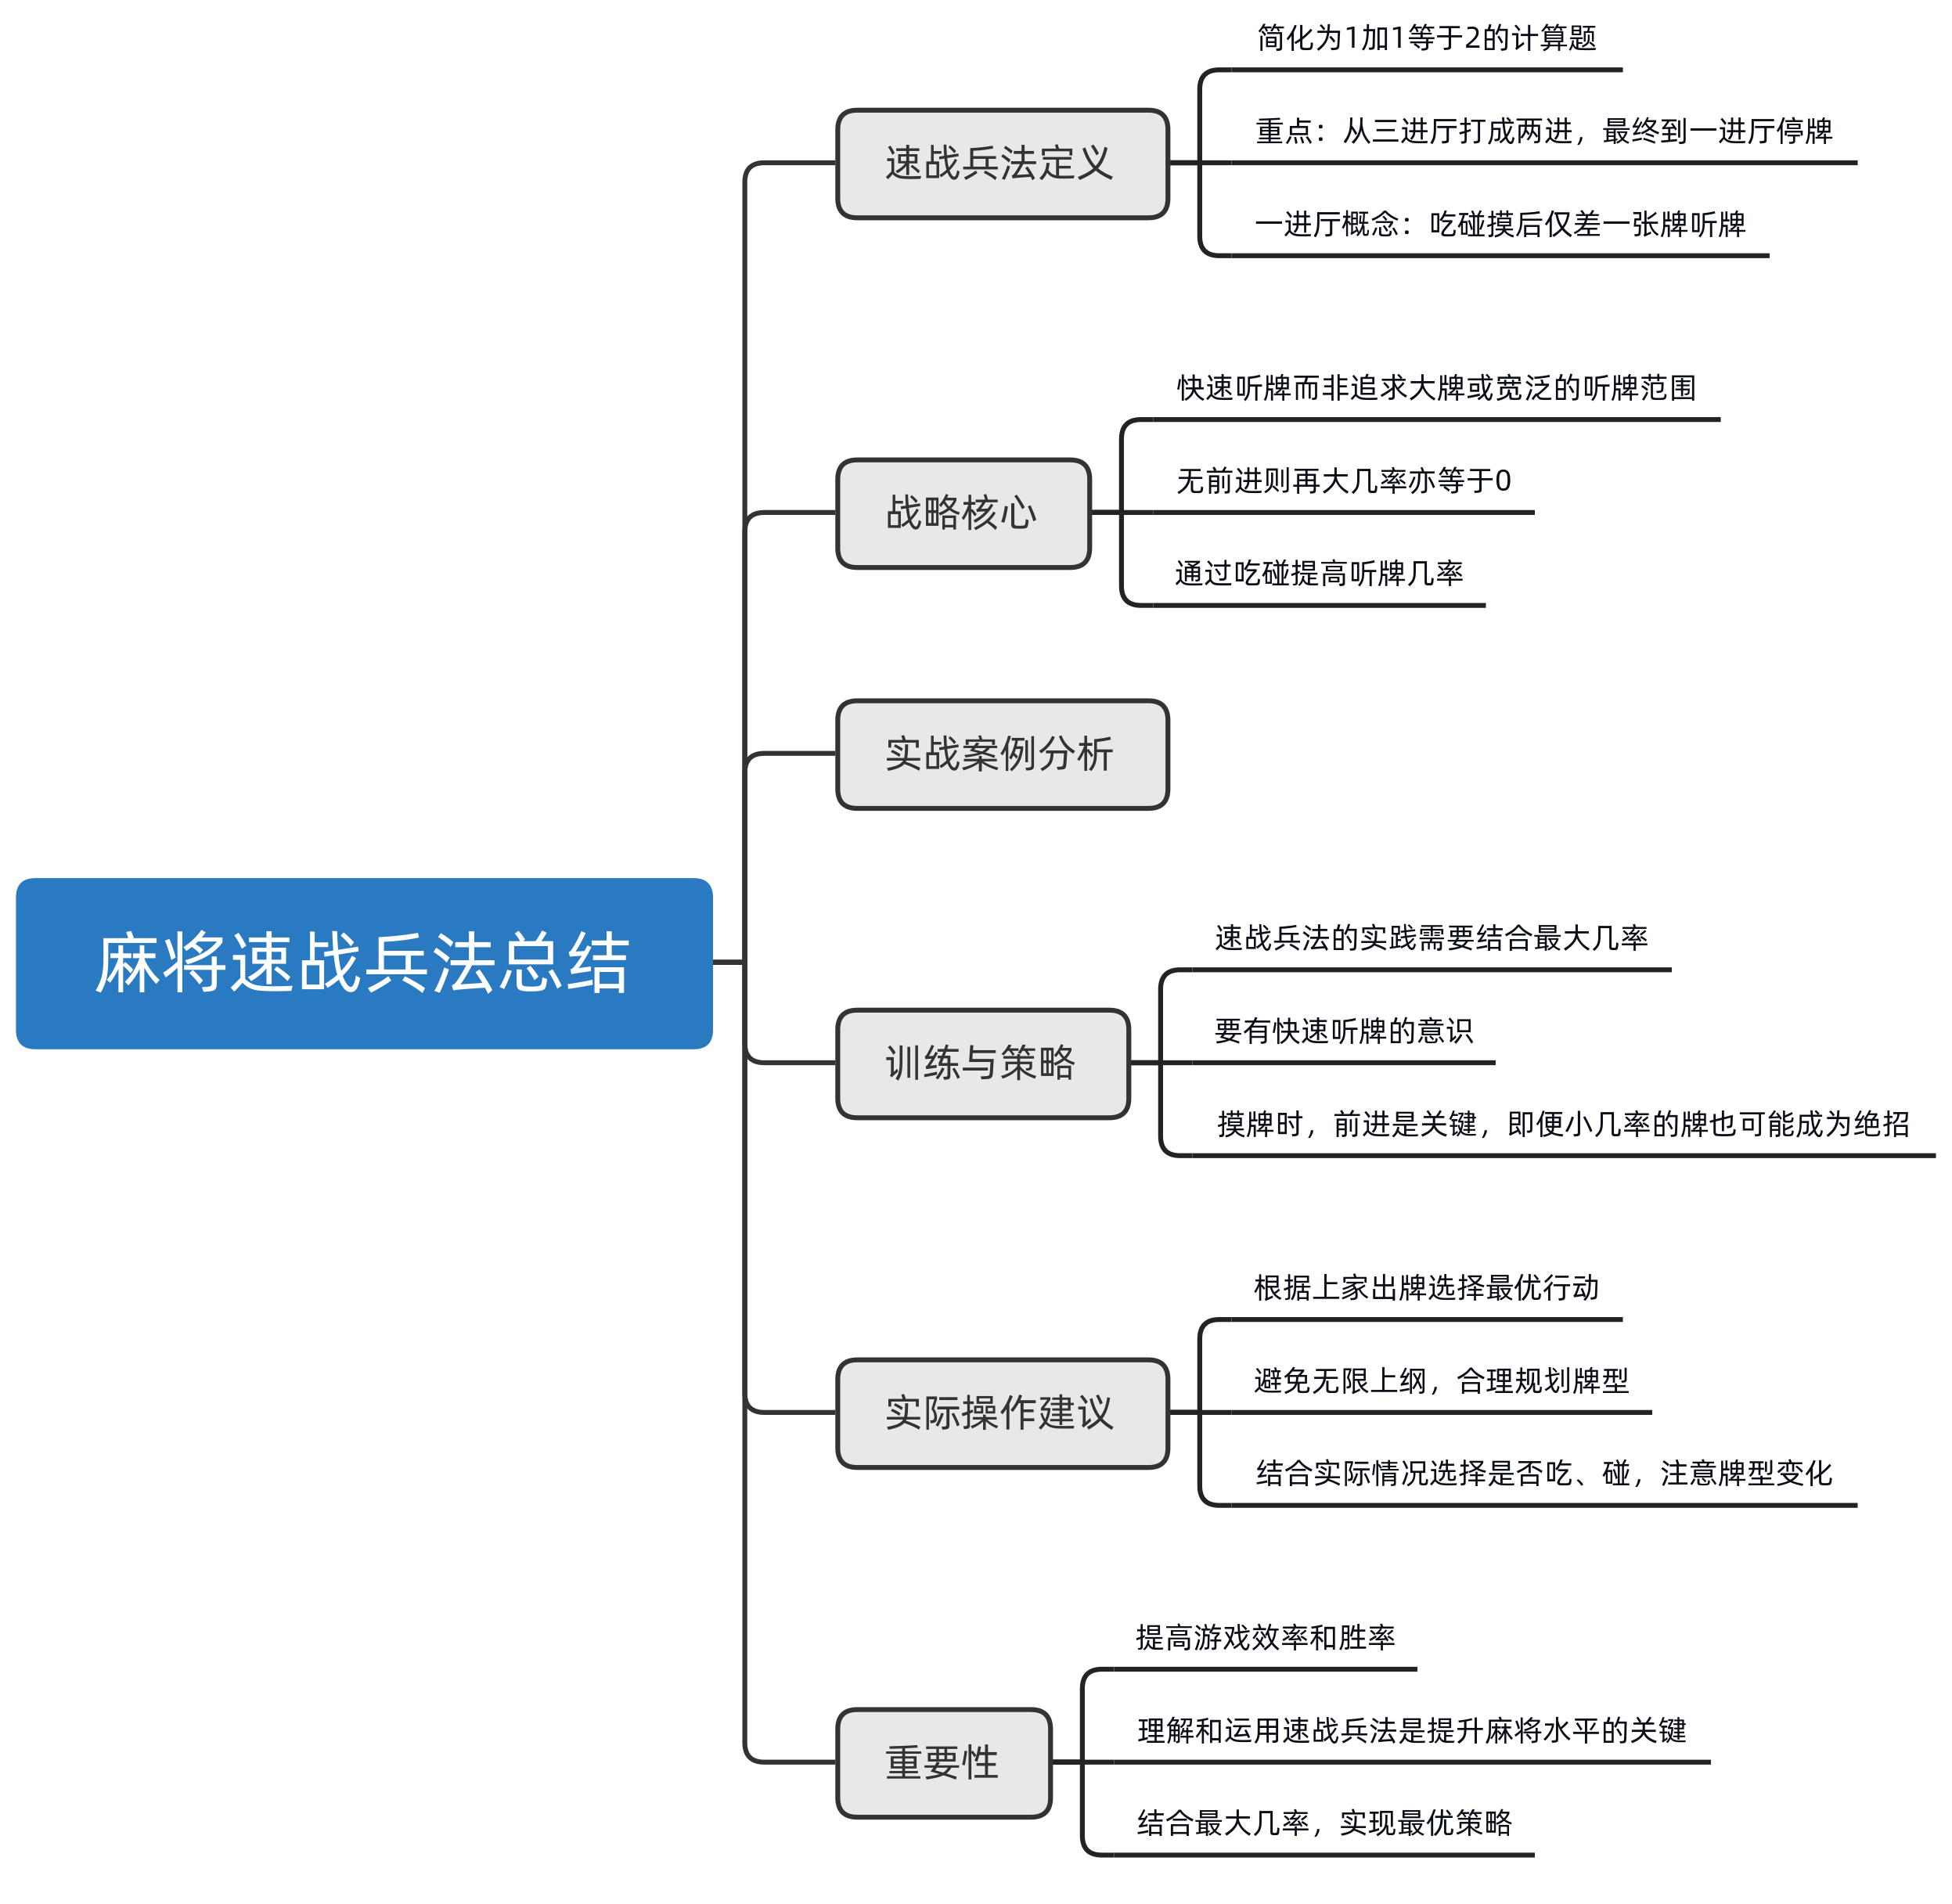 麻将速战兵法总结
速战兵法定义
简化为1加1等于2的计算题
重点：从三进厅打成两进，最终到一进厅停牌
一进厅概念：吃碰摸后仅差一张牌听牌
战略核心
快速听牌而非追求大牌或宽泛的听牌范围
无前进则再大几率亦等于0
通过吃碰提高听牌几率
实战案例分析
训练与策略
速战兵法的实践需要结合最大几率
要有快速听牌的意识
摸牌时，前进是关键，即便小几率的牌也可能成为绝招
实际操作建议
根据上家出牌选择最优行动
避免无限上纲，合理规划牌型
结合实际情况选择是否吃、碰，注意牌型变化
重要性
提高游戏效率和胜率
理解和运用速战兵法是提升麻将水平的关键
结合最大几率，实现最优策略